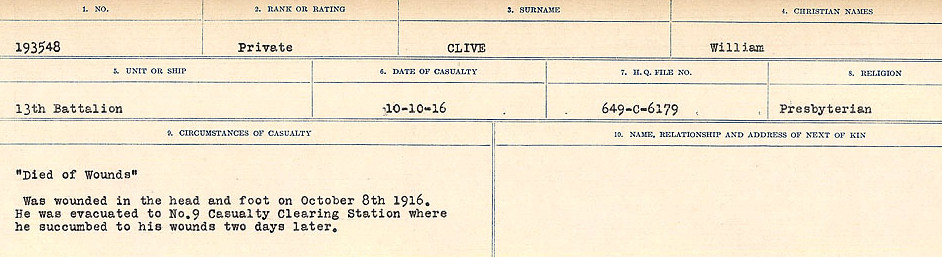 1. NO. 2. RANK OR RATING 3. SURNAME 4. CHRISTIAN NAMES
193548 Private CLIVE William
5. UNIT OR SHIP 6. DATE OF CASUALTY 7. H. Q. FILE NO. 8. RELIGION
13th Battalion 10-10-16 649-C-6179 Presbyterian
9. CIRCUMSTANCES OF CASUALTY 10. NAME, RELATIONSHIP AND ADDRESS OF NEXT OF KIN
"Died of Wounds"
Was wounded in the head and foot on October 8th 1916.
He was evacuated to No.9 Casualty Clearing Station where
he succumbed to his wounds two days later.